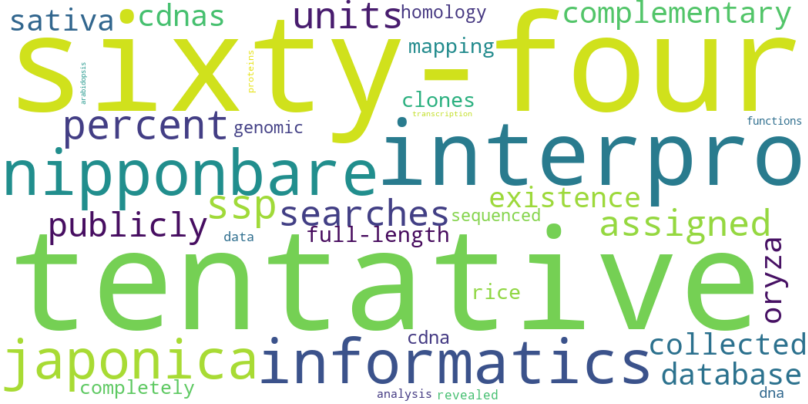 sativa
cdnas
units
homology
complementary
sixty-four
mapping
arabidopsis
proteins
clones
transcription
percent
genomic
functions
nipponbare
interpro
ssp
existence
publicly
searches
sequenced
assigned
full-length
data
tentative
rice
oryza
japonica
informatics
cdna
collected
database
completely
analysis
revealed
dna